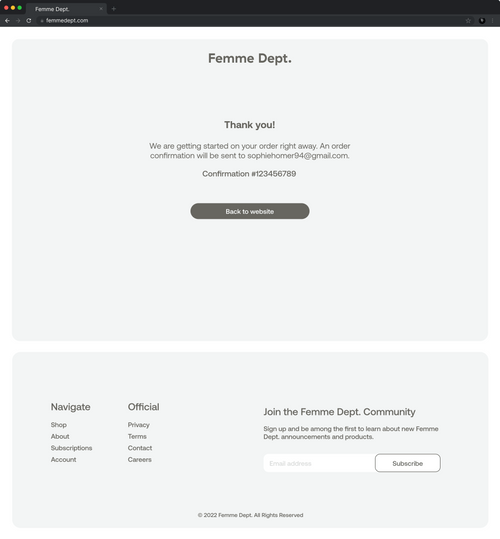 Femme Dept.
femmedept.com
Femme Dept.
Thank you!
We are getting started on your order right away. An order
confirmation will be sent to sophiehomer94@gmail.com.
Confirmation #123456789
Back to website
Navigate
Shop
About
Subscriptions
Account
Official
Privacy
Terms
Contact
Careers
Join the Femme Dept. Community
Sign up and be among the first to learn about new Femme
Dept. announcements and products.
Email address
Subscribe
© 2022 Femme Dept. All Rights Reserved